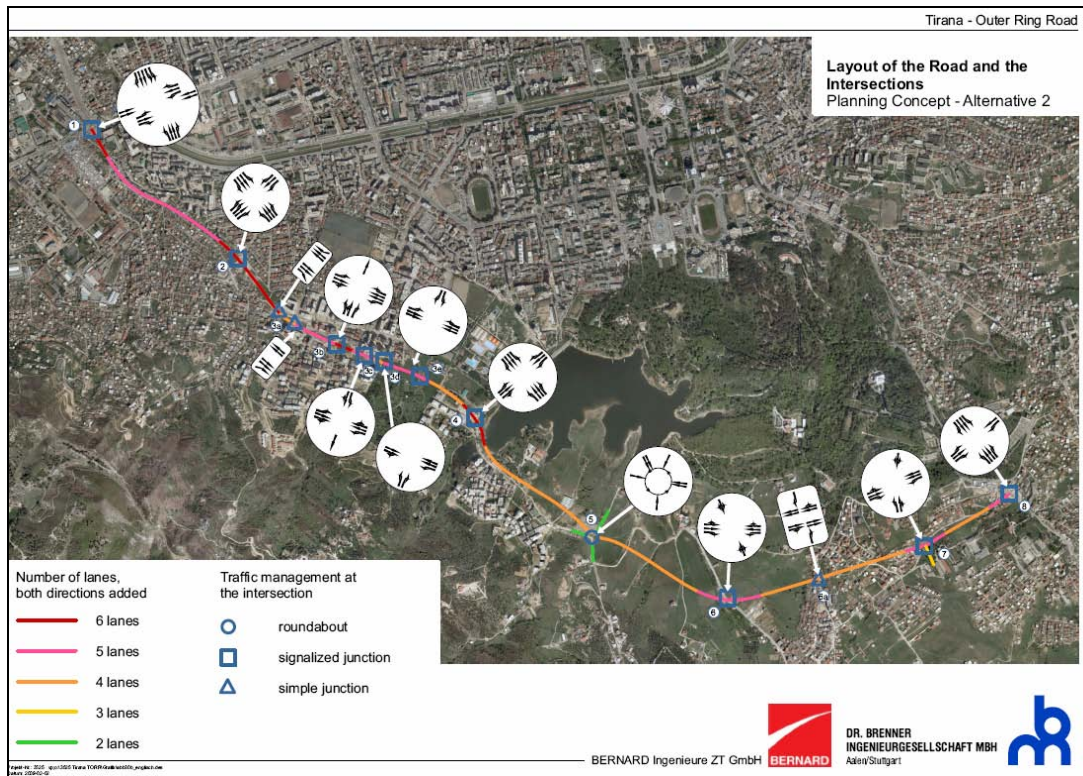 Tirana - Outer Ring Road
Layout of the Road and the
Intersections
Planning Concept - Alternative 2
1
2
3a
3b
3c
3d
3e
4
5
6
6a
7
8
Number of lanes,
both directions added
6 lanes
5 lanes
4 lanes
3 lanes
2 lanes
Traffic management at
the intersection
roundabout
signalized junction
simple junction
BERNARD Ingenieure ZT GmbH
BERNARD
DR. BRENNER
INGENIEURGESELLSCHAFT MBH
Aalen/Stuttgart